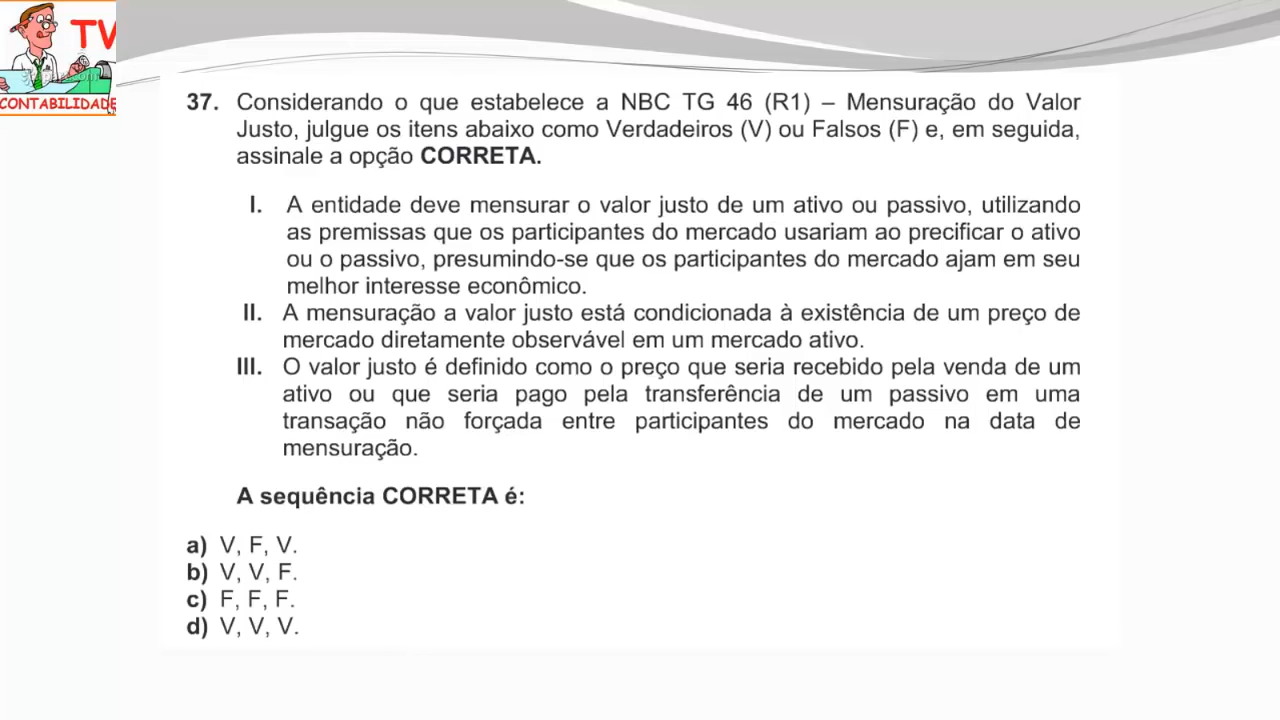 TV
CONTABILIDADE
37. Considerando o que estabelece a NBC TG 46 (R1) – Mensuração do Valor
Justo, julgue os itens abaixo como Verdadeiros (V) ou Falsos (F) e, em seguida,
assinale a opção CORRETA.
I. A entidade deve mensurar o valor justo de um ativo ou passivo, utilizando
as premissas que os participantes do mercado usariam ao precificar o ativo
ou o passivo, presumindo-se que os participantes do mercado ajam em seu
melhor interesse econômico.
II. A mensuração a valor justo está condicionada à existência de um preço de
mercado diretamente observável em um mercado ativo.
III. O valor justo é definido como o preço que seria recebido pela venda de um
ativo ou que seria pago pela transferência de um passivo em uma
transação não forçada entre participantes do mercado na data de
mensuração.
A sequência CORRETA é:
a) V, F, V.
b) V, V, F.
c) F, F, F.
d) V, V, V.